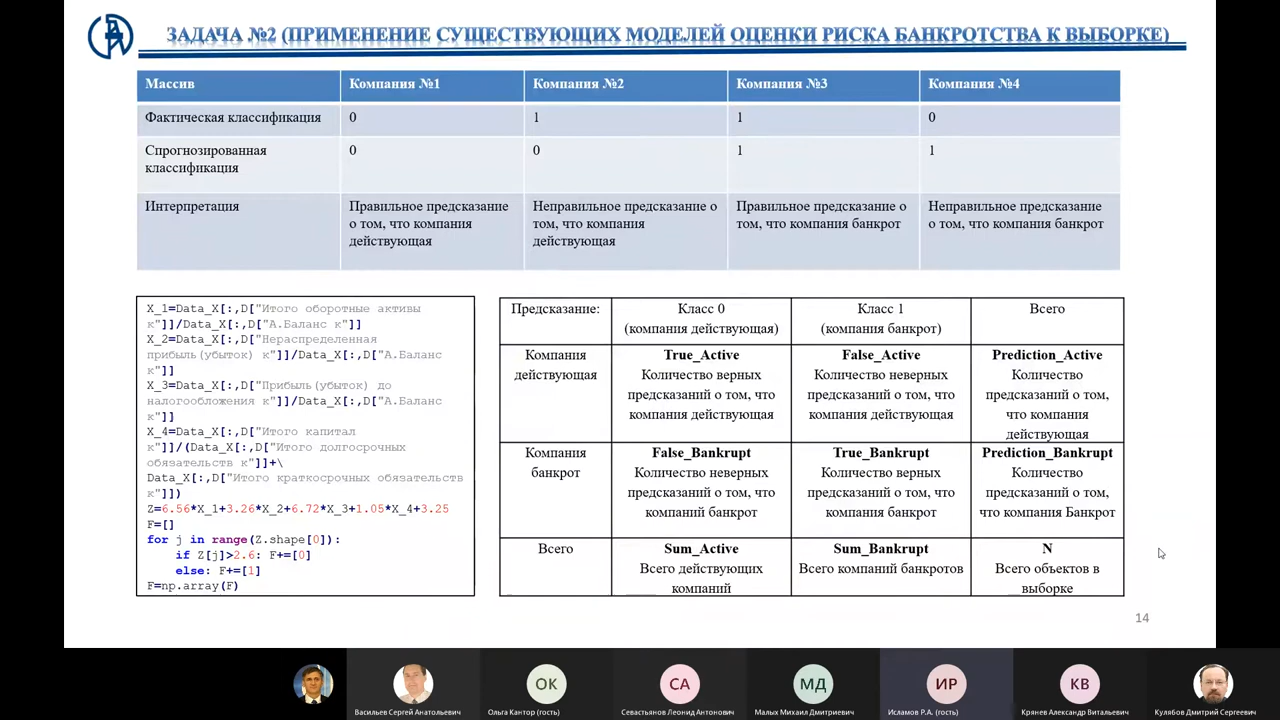 ЗАДАЧА №2 (ПРИМЕНЕНИЕ СУЩЕСТВУЮЩИХ МОДЕЛЕЙ ОЦЕНКИ РИСКА БАНКРОТСТВА К ВЫБОРКЕ)
Массив
Компания №1
Компания №2
Компания №3
Компания №4
Фактическая классификация
0
1
1
0
Спрогнозированная
классификация
0
0
1
1
Интерпретация
Правильное предсказание
о том, что компания
действующая
Неправильное предсказание о
том, что компания
действующая
Правильное предсказание о
том, что компания банкрот
Неправильное предсказание
о том, что компания банкрот
X_1=Data_X[:,D["Итого оборотные активы
к"]]/Data_X[:,D["А.Баланс к"]]
X_2=Data_X[:,D["Нераспределенная
прибыль(убыток) к"]]/Data_X[:,D["А.Баланс
к"]]
X_3=Data_X[:,D["Прибыль(убыток) до
налогообложения к"]]/Data_X[:,D["А.Баланс
к"]]
X_4=Data_X[:,D["Итого капитал
к"]]/(Data_X[:,D["Итого долгосрочных
обязательств к"]]+\
Data_X[:,D["Итого краткосрочных обязательств
к"]])
Z=6.56*X_1+3.26*X_2+6.72*X_3+1.05*X_4+3.25
F=[]
for j in range(Z.shape[0]):
    if Z[j]>2.6: F+=[0]
    else: F+=[1]
F=np.array(F)
Предсказание:
Класс 0
(компания действующая)
Класс 1
(компания банкрот)
Всего
Компания
действующая
True_Active
Количество верных
предсказаний о том, что
компания действующая
False_Active
Количество неверных
предсказаний о том, что
компания действующая
Prediction_Active
Количество
предсказаний о том,
что компания
действующая
Компания
банкрот
False_Bankrupt
Количество неверных
предсказаний о том, что
компаний банкрот
True_Bankrupt
Количество верных
предсказаний о том, что
компания банкрот
Prediction_Bankrupt
Количество
предсказаний о том,
что компания Банкрот
Всего
Sum_Active
Всего действующих
компаний
Sum_Bankrupt
Всего компаний банкротов
N
Всего объектов в
выборке
14
ОК
СА
МД
ИР
КВ
Васильев Сергей Анатольевич
Ольга Кантор (гость)
Севастьянов Леонид Антонович
Малых Михаил Дмитриевич
Исламов Р.А. (гость)
Крянев Александр Витальевич
Кулябов Дмитрий Сергеевич